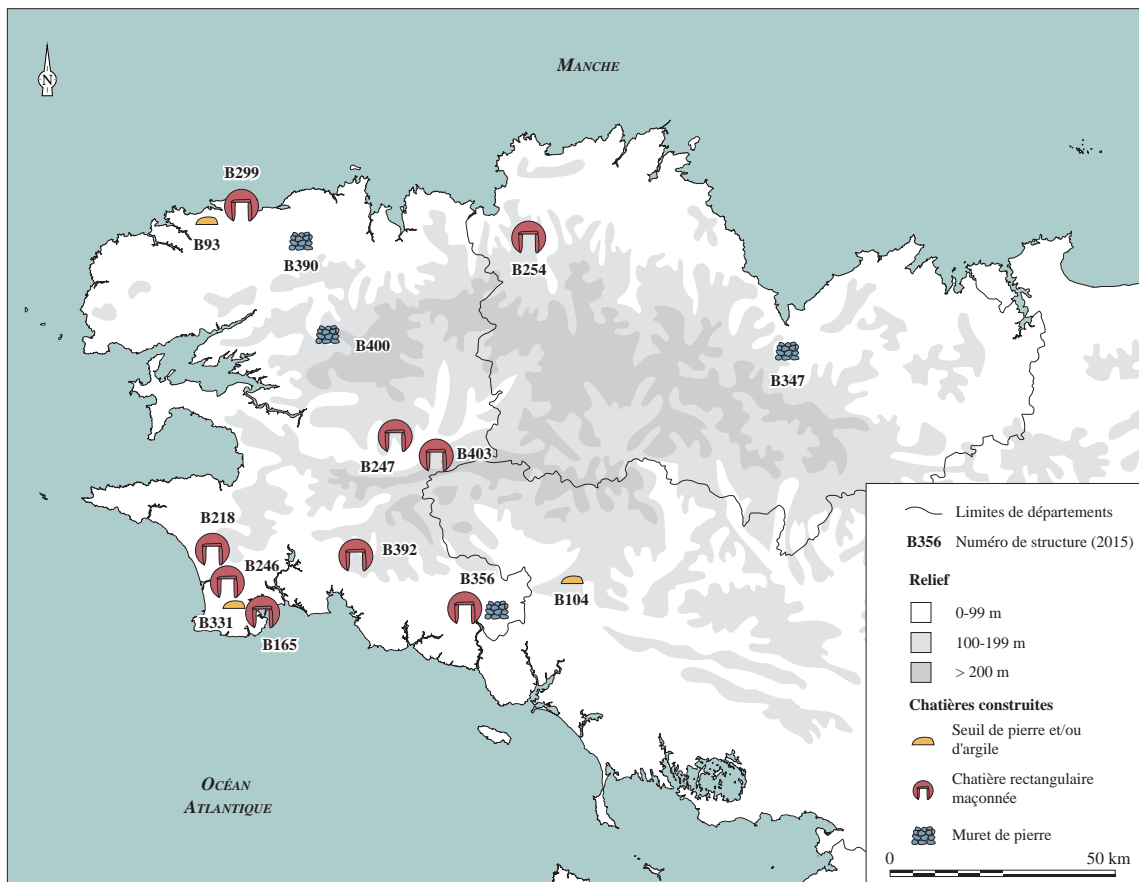 MANCHE
N
B299
B93
B390
B254
B400
B347
B247
B403
B218
B392
B246
B356
B104
B331
B165
OCÉAN
ATLANTIQUE
Limites de départements
B356 Numéro de structure (2015)
Relief
0-99 m
100-199 m
> 200 m
Chatières construites
Seuil de pierre et/ou
d'argile
Chatière rectangulaire
maçonnée
Muret de pierre
0 50 km